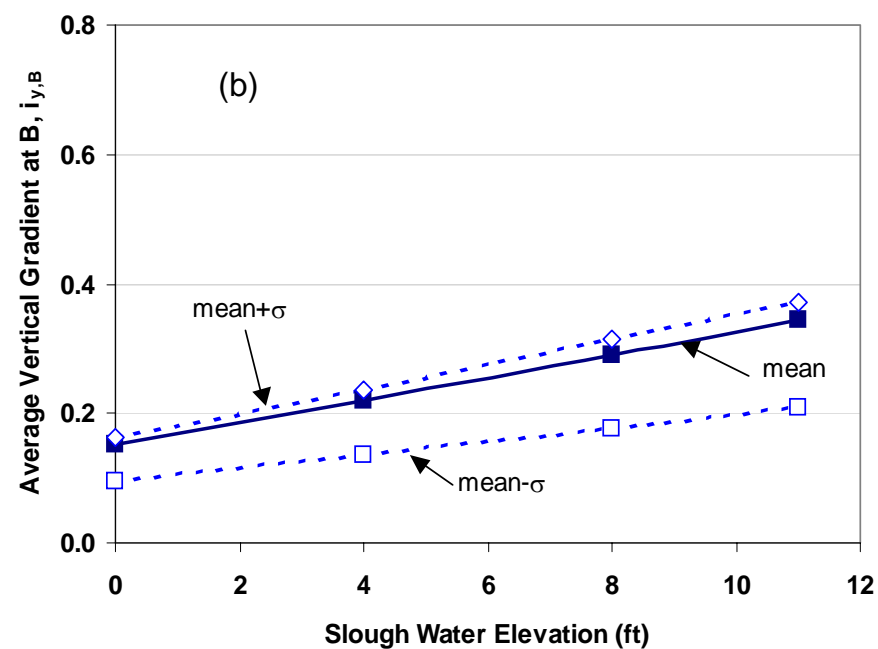 0.8
0.6
0.4
0.2
0.0
Average Vertical Gradient at B, i y,B
(b)
mean+σ
mean
mean-σ
0 2 4 6 8 10 12
Slough Water Elevation (ft)